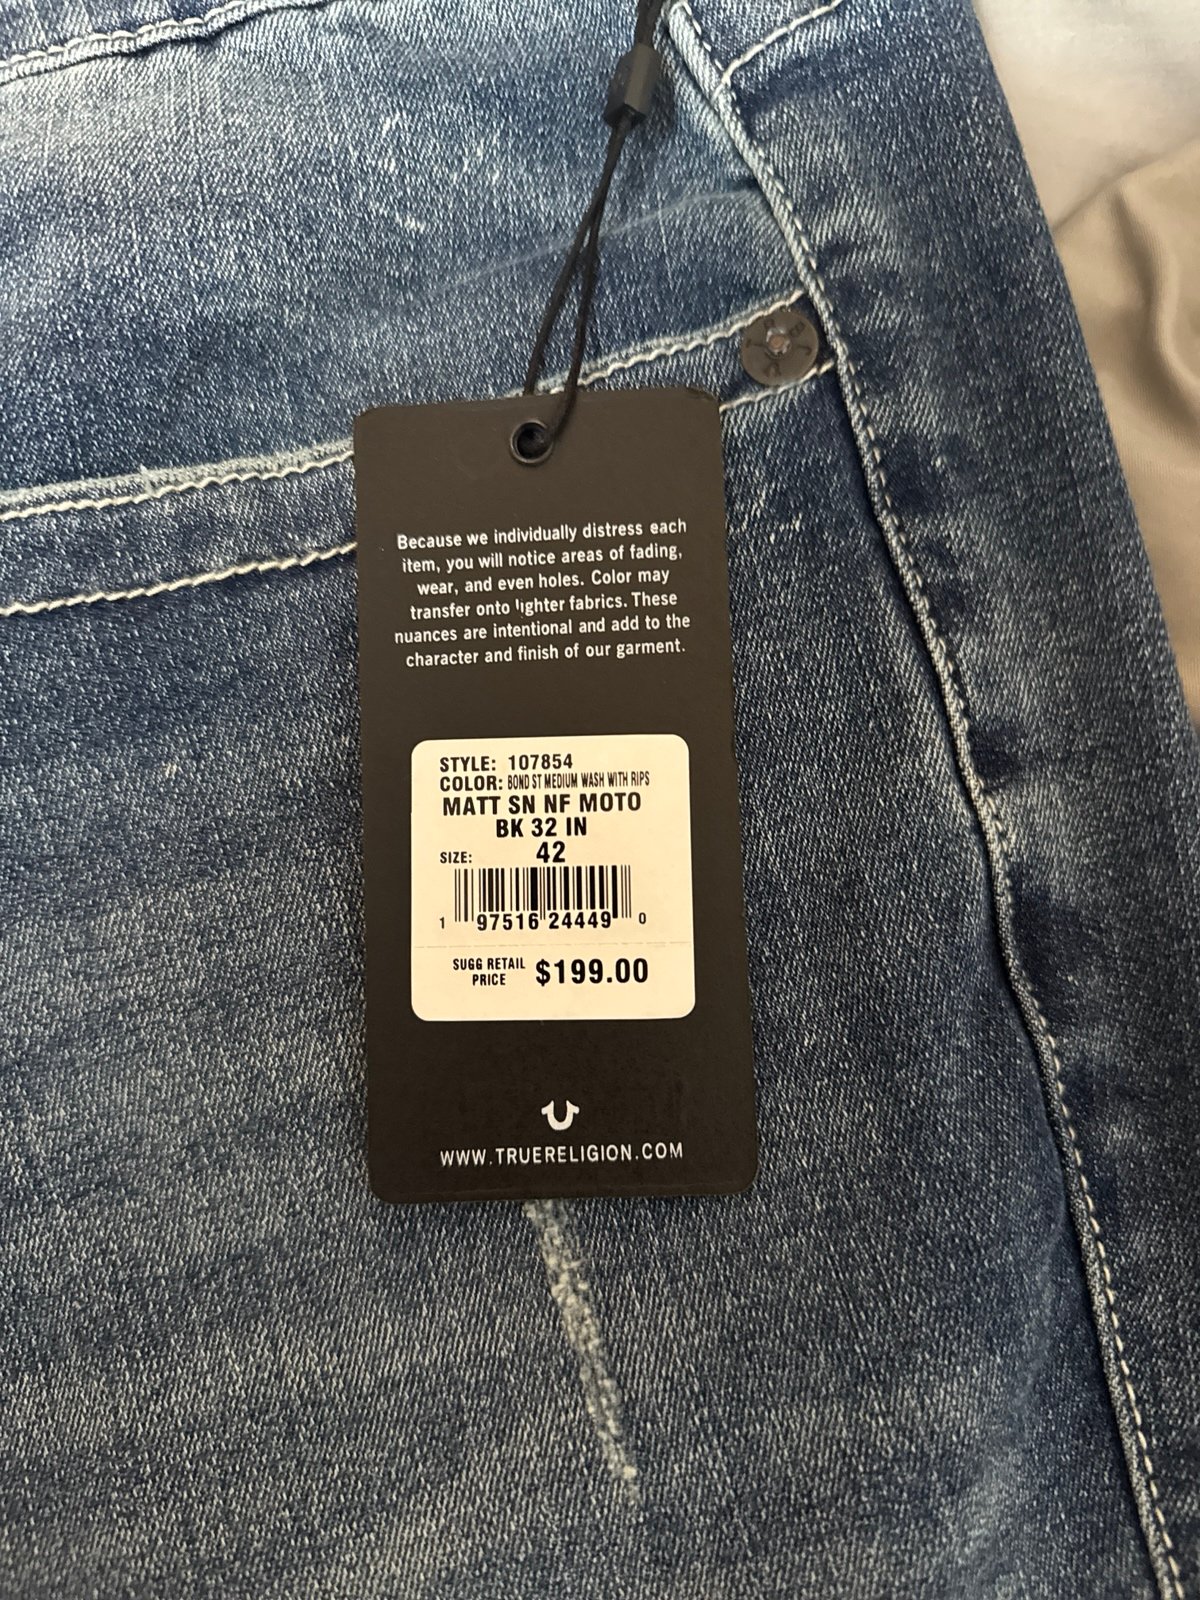 Because we individually distress each
item, you will notice areas of fading,
wear, and even holes. Color may
transfer onto lighter fabrics. These
nuances are intentional and add to the
character and finish of our garment.
STYLE: 107854
COLOR: BOND ST MEDIUM WASH WITH RIPS
MATT SN NF MOTO
BK 32 IN
SIZE: 42
1 97516 24449 0
SUGG RETAIL
PRICE $199.00
WWW.TRUERELIGION.COM